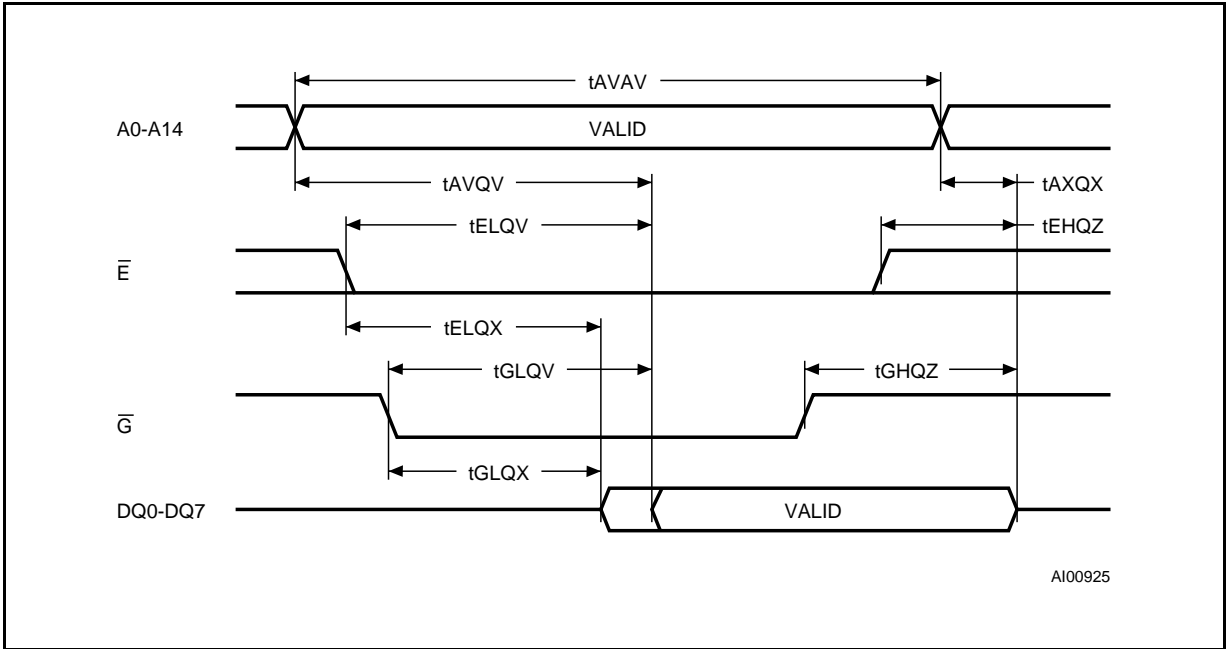 tAVAV
A0-A14 VALID
tAVQV tAXQX
tELQV tEHQZ
E̅
tELQX
tGLQV tGHQZ
G̅
tGLQX
DQ0-DQ7 VALID
AI00925